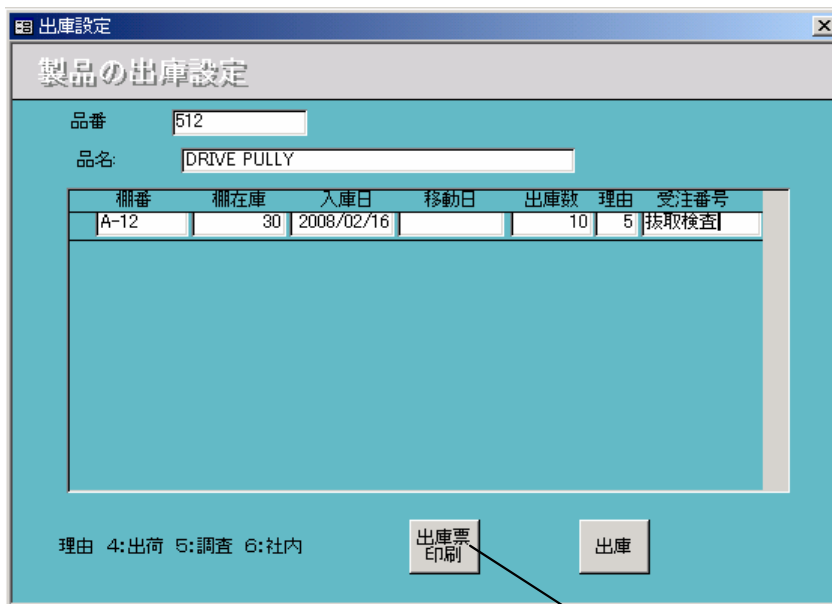 出庫設定
製品の出庫設定
品番 512
品名: DRIVE PULLY
棚番 棚在庫 入庫日 移動日 出庫数 理由 受注番号
A-12 30 2008/02/16 10 5 抜取検査
理由 4:出荷 5:調査 6:社内
出庫票
印刷
出庫